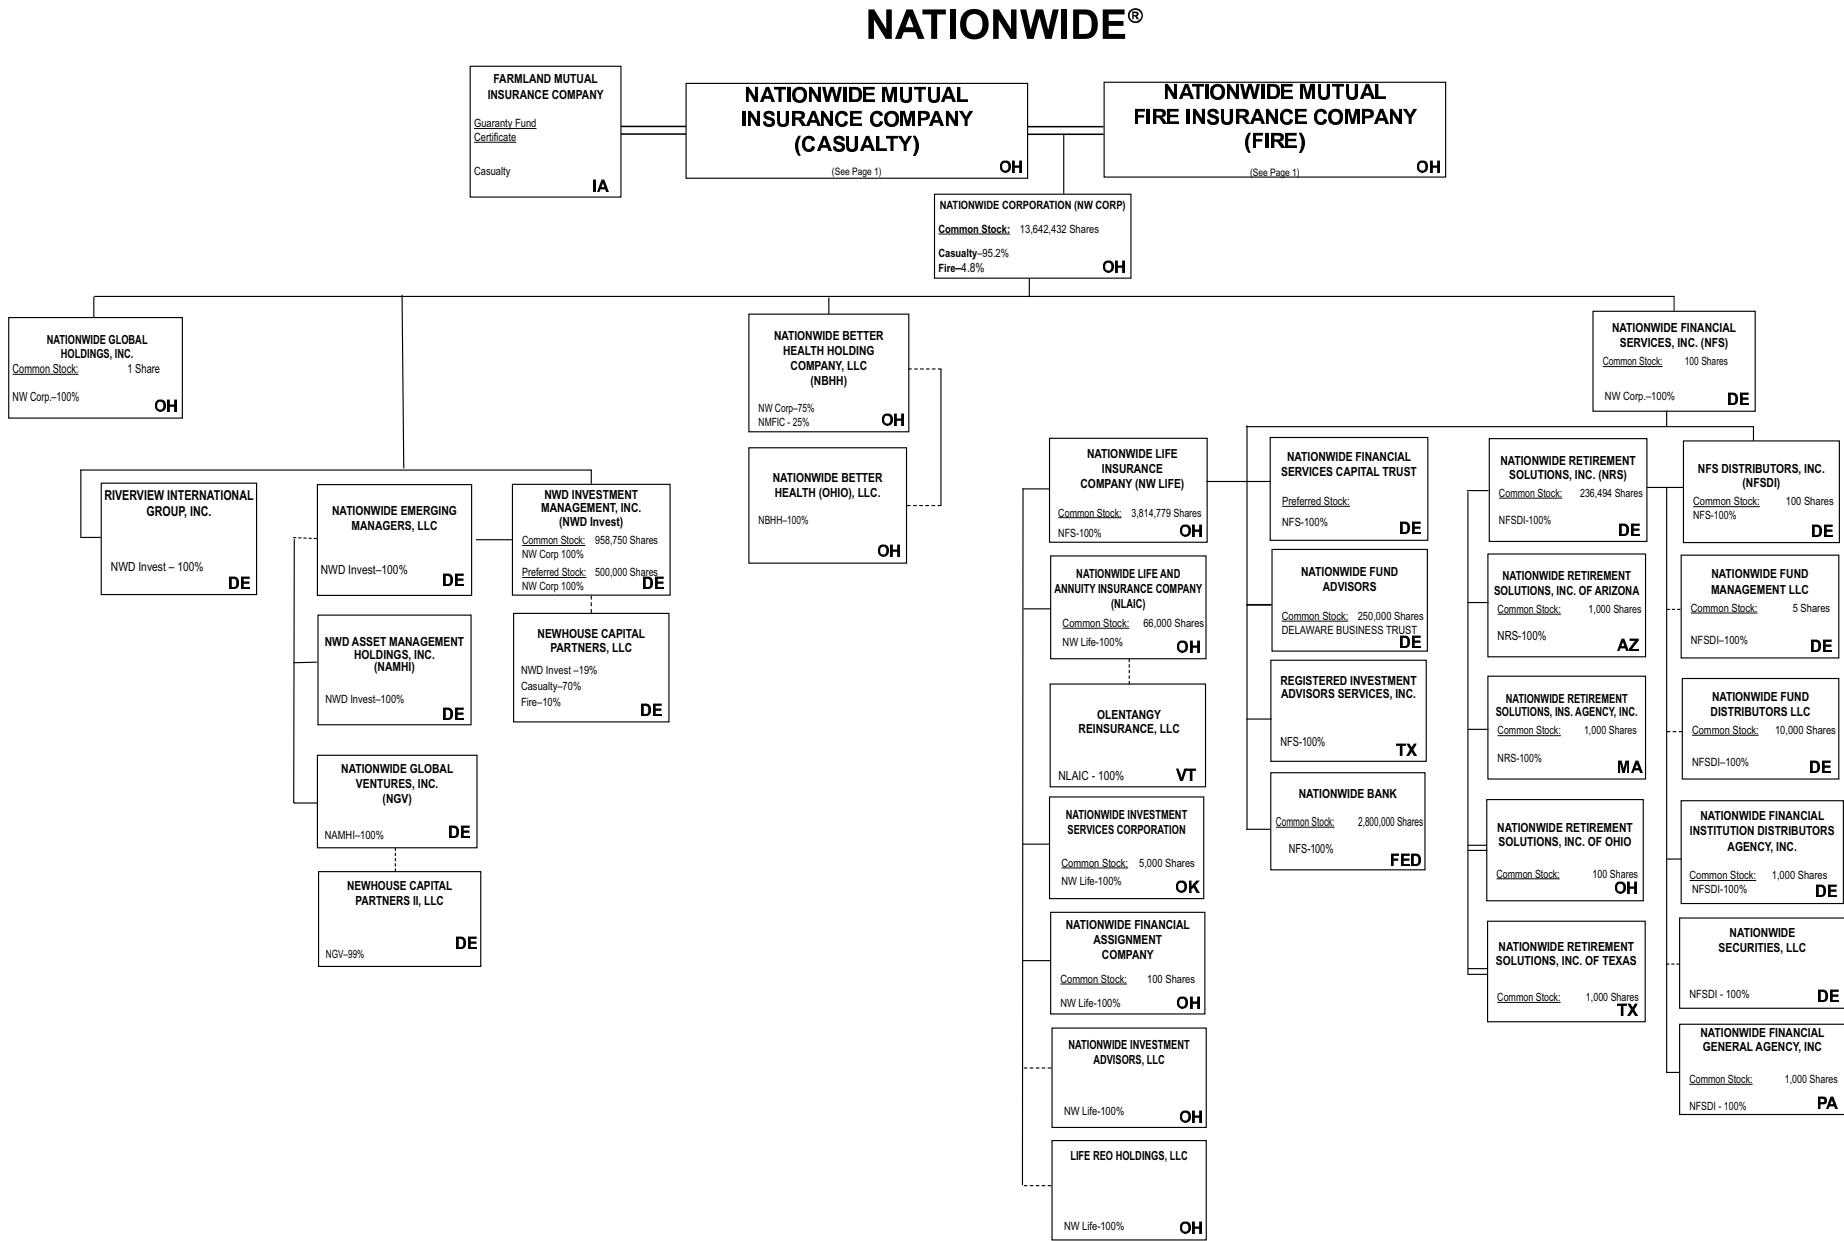 NATIONWIDE®
FARMLAND MUTUAL
INSURANCE COMPANY
Guaranty Fund
Certificate
Casualty
IA
NATIONWIDE MUTUAL
INSURANCE COMPANY
(CASUALTY)
(See Page 1)
OH
NATIONWIDE MUTUAL
FIRE INSURANCE COMPANY
(FIRE)
(See Page 1)
OH
NATIONWIDE CORPORATION (NW CORP)
Common Stock: 13,642,432 Shares
Casualty–95.2%
Fire–4.8%
OH
NATIONWIDE GLOBAL
HOLDINGS, INC.
Common Stock: 1 Share
NW Corp.–100%
OH
NATIONWIDE BETTER
HEALTH HOLDING
COMPANY, LLC
(NBHH)
NW Corp–75%
NMFIC - 25%
OH
NATIONWIDE BETTER
HEALTH (OHIO), LLC.
NBHH–100%
OH
NATIONWIDE FINANCIAL
SERVICES, INC. (NFS)
Common Stock: 100 Shares
NW Corp.–100%
DE
RIVERVIEW INTERNATIONAL
GROUP, INC.
NWD Invest – 100%
DE
NATIONWIDE EMERGING
MANAGERS, LLC
NWD Invest–100%
DE
NWD INVESTMENT
MANAGEMENT, INC.
(NWD Invest)
Common Stock: 958,750 Shares
NW Corp 100%
Preferred Stock: 500,000 Shares
NW Corp 100%
DE
NWD ASSET MANAGEMENT
HOLDINGS, INC.
(NAMHI)
NWD Invest–100%
DE
NEWHOUSE CAPITAL
PARTNERS, LLC
NWD Invest –19%
Casualty–70%
Fire–10%
DE
NATIONWIDE GLOBAL
VENTURES, INC.
(NGV)
NAMHI–100%
DE
NEWHOUSE CAPITAL
PARTNERS II, LLC
NGV–99%
DE
NATIONWIDE LIFE
INSURANCE
COMPANY (NW LIFE)
Common Stock: 3,814,779 Shares
NFS-100%
OH
NATIONWIDE LIFE AND
ANNUITY INSURANCE COMPANY
(NLAIC)
Common Stock: 66,000 Shares
NW Life-100%
OH
OLENTANGY
REINSURANCE, LLC
NLAIC - 100%
VT
NATIONWIDE INVESTMENT
SERVICES CORPORATION
Common Stock: 5,000 Shares
NW Life-100%
OK
NATIONWIDE FINANCIAL
ASSIGNMENT
COMPANY
Common Stock: 100 Shares
NW Life-100%
OH
NATIONWIDE INVESTMENT
ADVISORS, LLC
NW Life-100%
OH
LIFE REO HOLDINGS, LLC
NW Life-100%
OH
NATIONWIDE FINANCIAL
SERVICES CAPITAL TRUST
Preferred Stock:
NFS-100%
DE
NATIONWIDE FUND
ADVISORS
Common Stock: 250,000 Shares
DELAWARE BUSINESS TRUST
DE
REGISTERED INVESTMENT
ADVISORS SERVICES, INC.
NFS-100%
TX
NATIONWIDE BANK
Common Stock: 2,800,000 Shares
NFS-100%
FED
NATIONWIDE RETIREMENT
SOLUTIONS, INC. (NRS)
Common Stock: 236,494 Shares
NFSDI-100%
DE
NATIONWIDE RETIREMENT
SOLUTIONS, INC. OF ARIZONA
Common Stock: 1,000 Shares
NRS-100%
AZ
NATIONWIDE RETIREMENT
SOLUTIONS, INS. AGENCY, INC.
Common Stock: 1,000 Shares
NRS-100%
MA
NATIONWIDE RETIREMENT
SOLUTIONS, INC. OF OHIO
Common Stock: 100 Shares
OH
NATIONWIDE RETIREMENT
SOLUTIONS, INC. OF TEXAS
Common Stock: 1,000 Shares
TX
NFS DISTRIBUTORS, INC.
(NFSDI)
Common Stock: 100 Shares
NFS-100%
DE
NATIONWIDE FUND
MANAGEMENT LLC
Common Stock: 5 Shares
NFSDI–100%
DE
NATIONWIDE FUND
DISTRIBUTORS LLC
Common Stock: 10,000 Shares
NFSDI–100%
DE
NATIONWIDE FINANCIAL
INSTITUTION DISTRIBUTORS
AGENCY, INC.
Common Stock: 1,000 Shares
NFSDI-100%
DE
NATIONWIDE
SECURITIES, LLC
NFSDI - 100%
DE
NATIONWIDE FINANCIAL
GENERAL AGENCY, INC
Common Stock: 1,000 Shares
NFSDI - 100%
PA